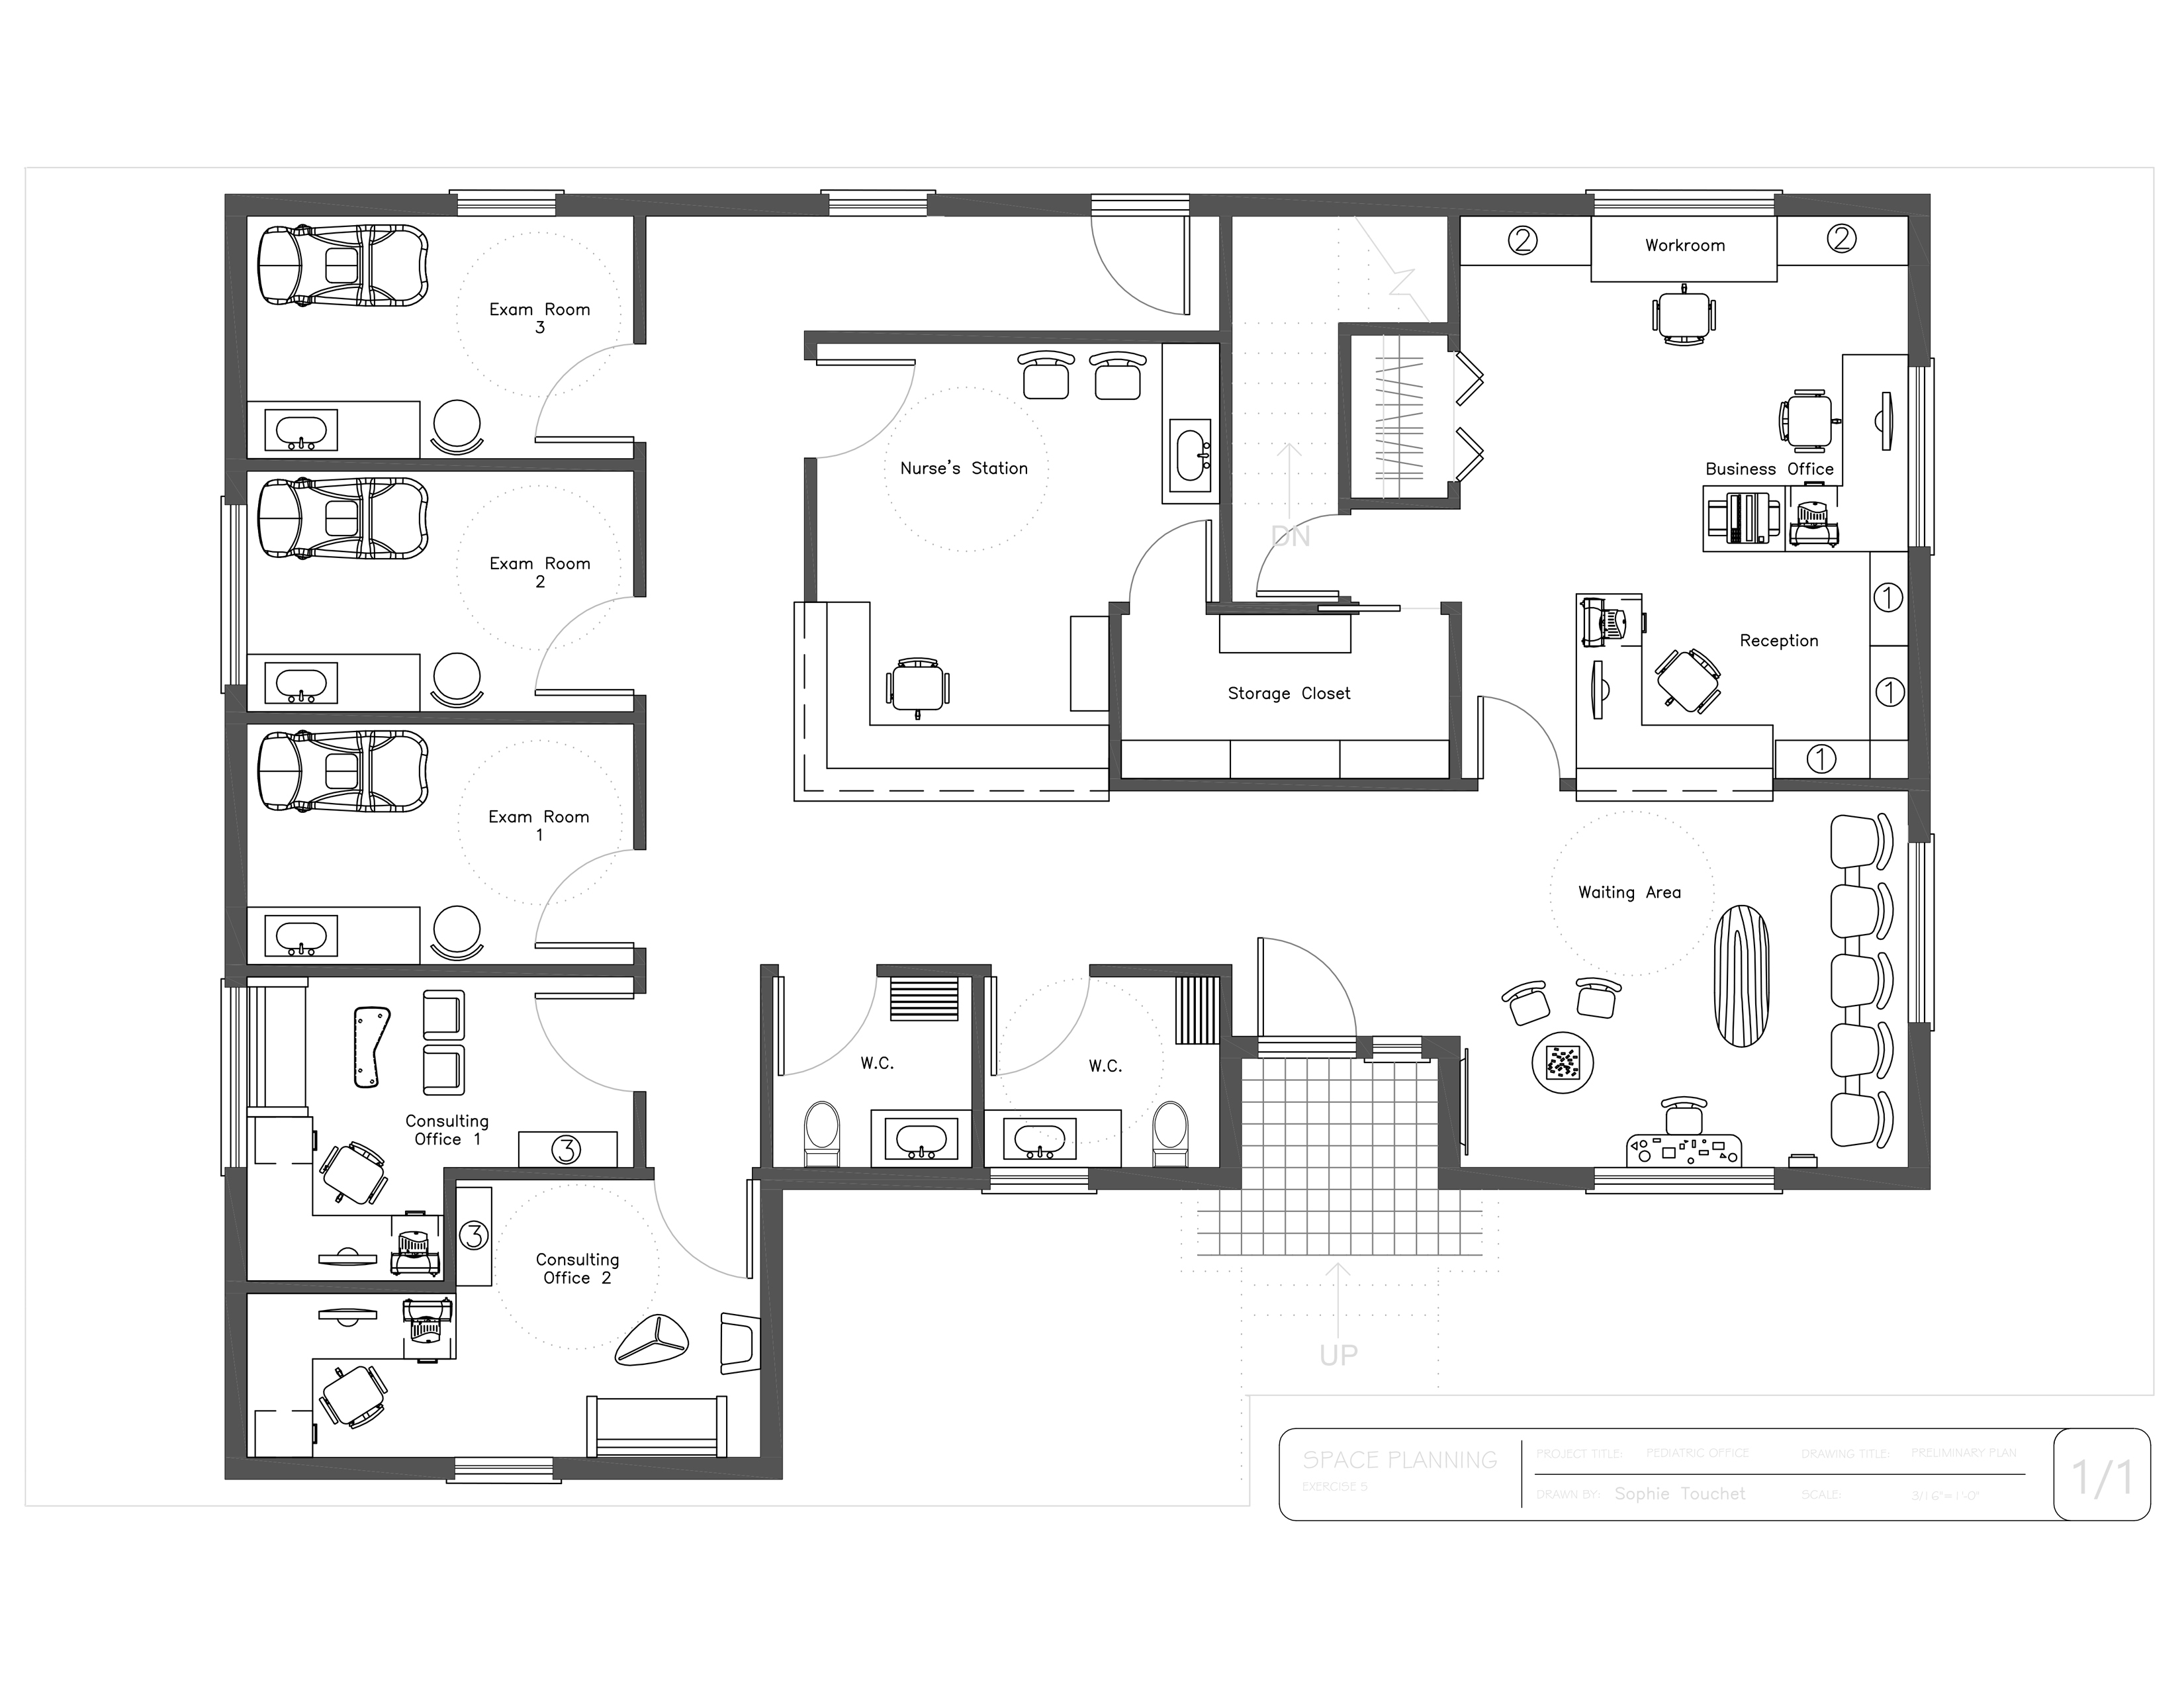 2
Workroom
2
Exam Room
3
Nurse's Station
Business Office
DN
Exam Room
2
1
Reception
Storage Closet
1
1
Exam Room
1
Waiting Area
W.C.
W.C.
Consulting
Office 1
3
3
Consulting
Office 2
UP
SPACE PLANNING
EXERCISE 5
PROJECT TITLE: PEDIATRIC OFFICE
DRAWING TITLE: PRELIMINARY PLAN
DRAWN BY: Sophie Touchet
SCALE: 3/16"=1'-0"
1/1